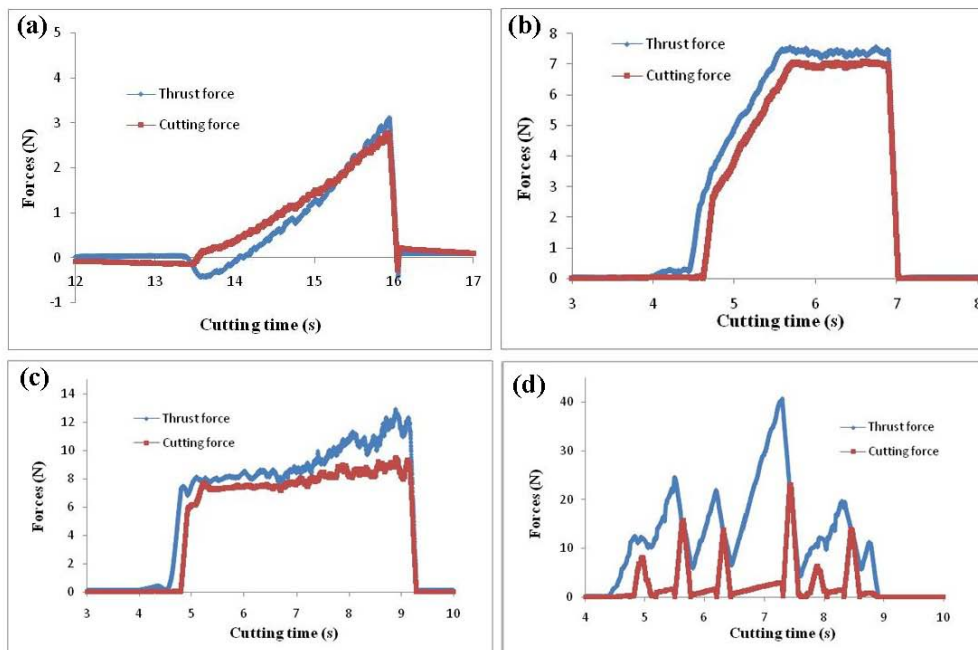 (a)
5
4
3
2
1
0
-1
Forces (N)
Thrust force
Cutting force
12 13 14 15 16 17
Cutting time (s)
(b)
8
7
6
5
4
3
2
1
0
Forces (N)
Thrust force
Cutting force
3 4 5 6 7 8
Cutting time (s)
(c)
14
12
10
8
6
4
2
0
Forces (N)
Thrust force
Cutting force
3 4 5 6 7 8 9 10
Cutting time (s)
(d)
40
30
20
10
0
Forces (N)
Thrust force
Cutting force
4 5 6 7 8 9 10
Cutting time (s)